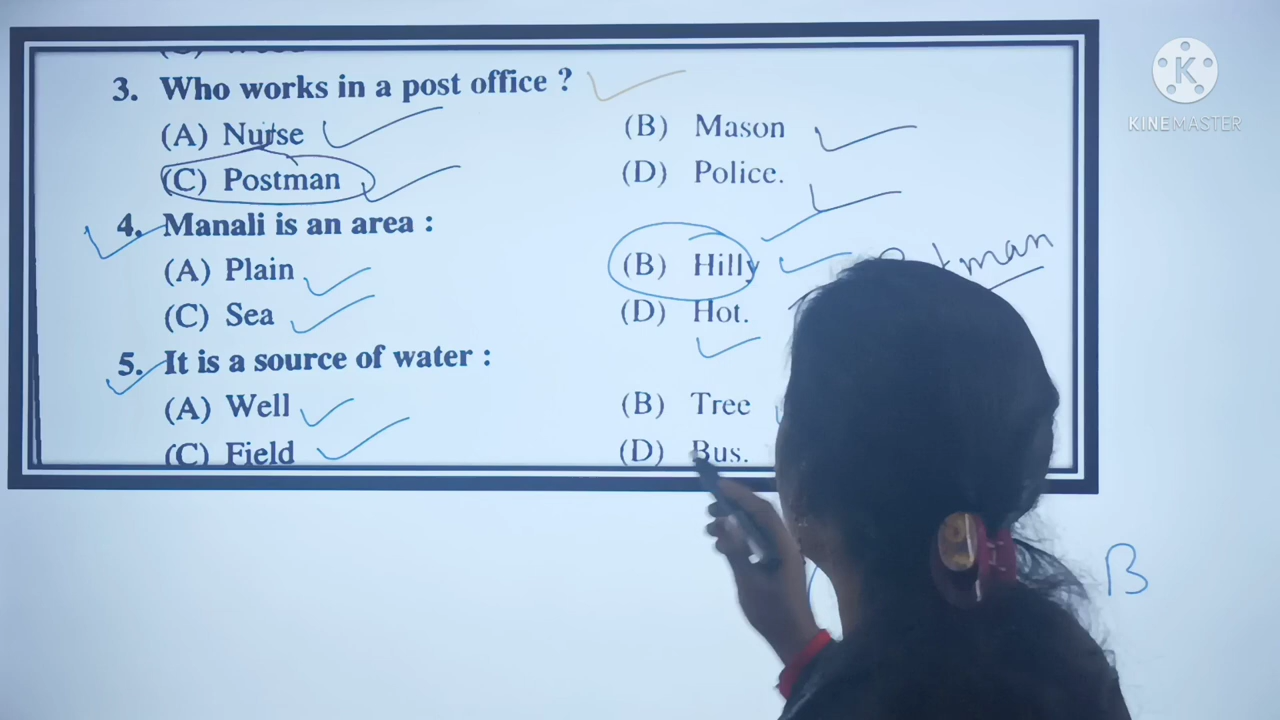 3. Who works in a post office ?
(A) Nurse (B) Mason
(C) Postman (D) Police.
4. Manali is an area :
(A) Plain (B) Hilly
(C) Sea (D) Hot.
5. It is a source of water :
(A) Well (B) Tree
(C) Field (D) Bus.
B
KINEMASTER